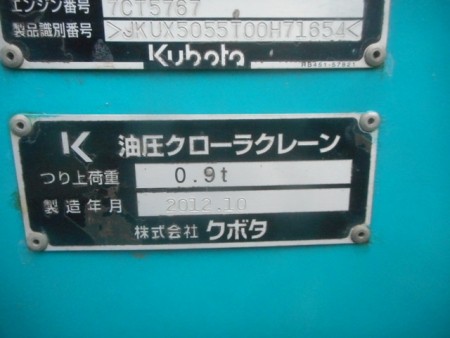 エンジン番号 7CT5767
製品識別番号 >JKUX5055T00H71654<
Kubota
K 油圧クローラクレーン
つり上荷重 0.9t
製造年月 2012.10
株式会社 クボタ